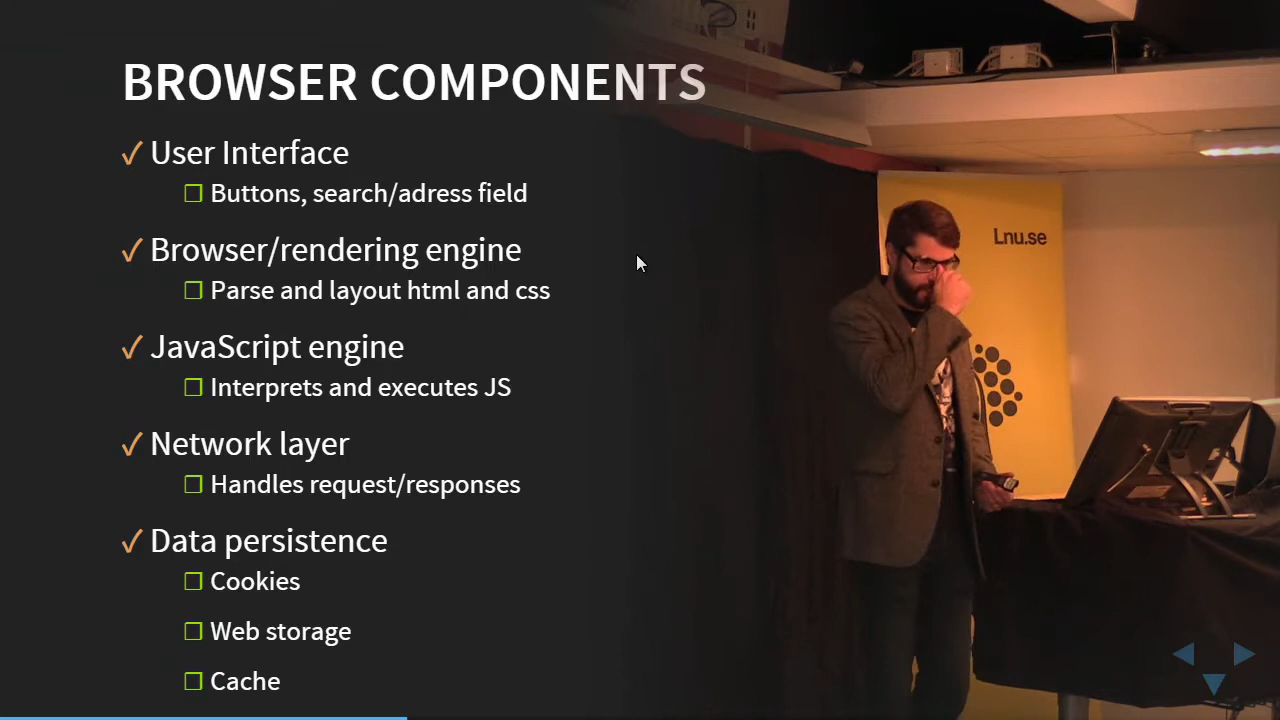 BROWSER COMPONENTS
✓ User Interface
❒ Buttons, search/adress field
✓ Browser/rendering engine
❒ Parse and layout html and css
✓ JavaScript engine
❒ Interprets and executes JS
✓ Network layer
❒ Handles request/responses
✓ Data persistence
❒ Cookies
❒ Web storage
❒ Cache
Lnu.se